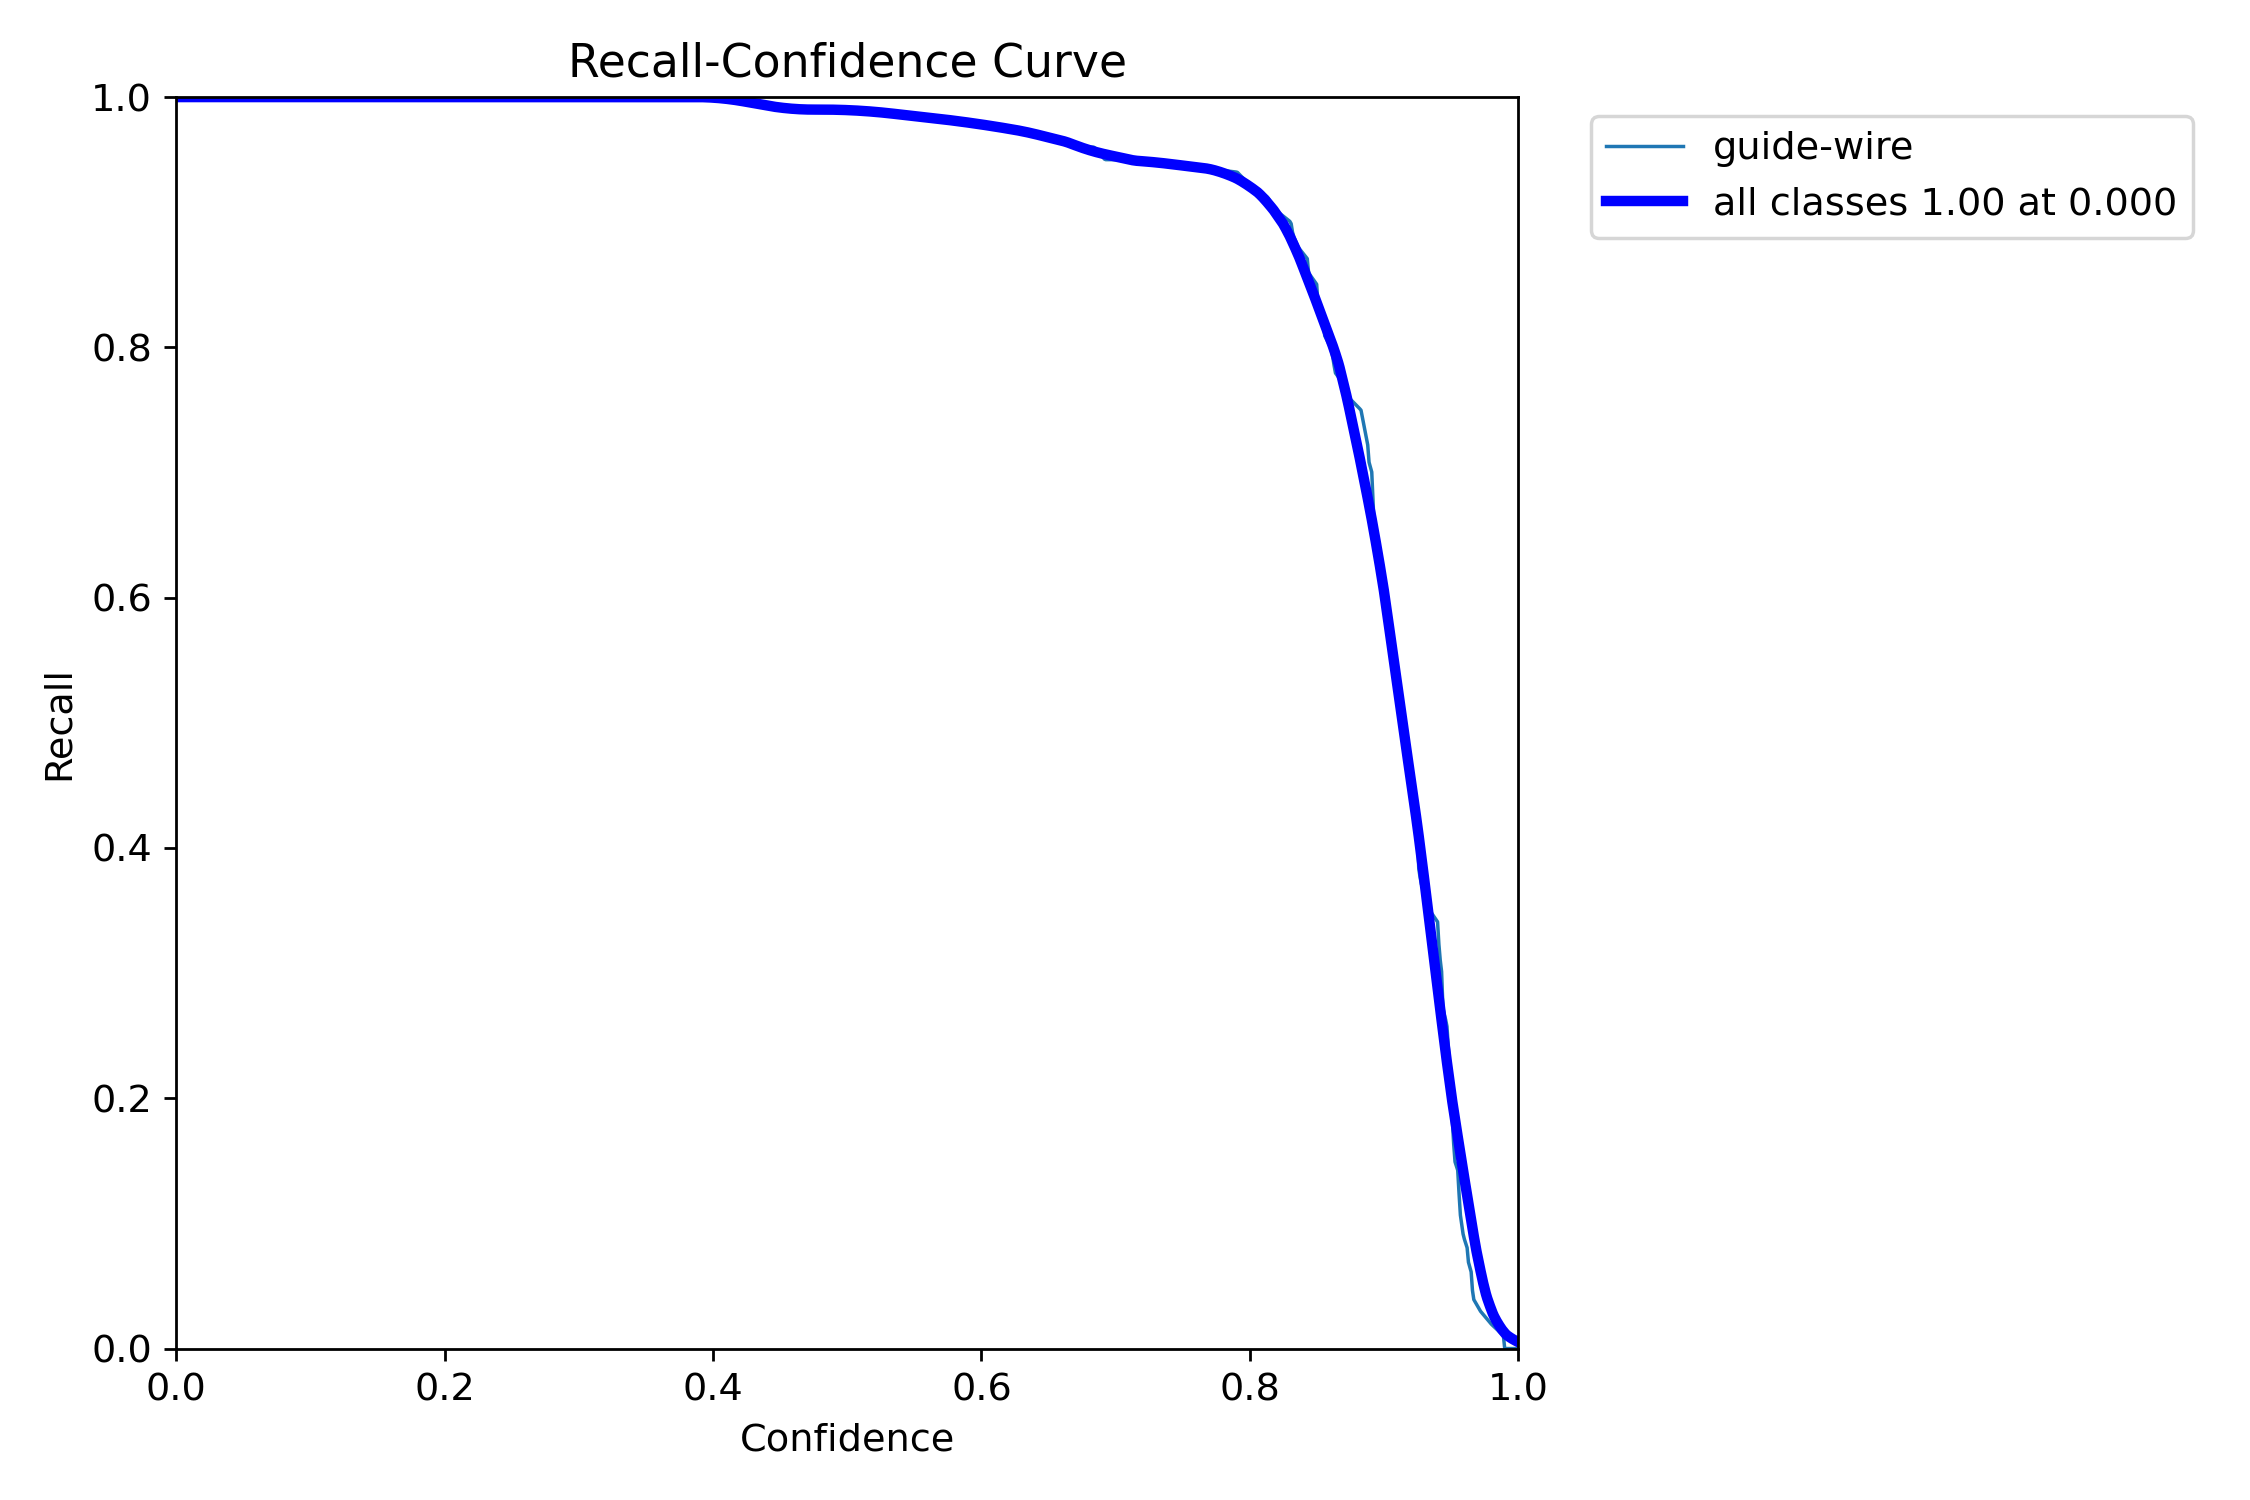 Recall-Confidence Curve
1.0
0.8
0.6
0.4
0.2
0.0
Recall
0.0 0.2 0.4 0.6 0.8 1.0
Confidence
guide-wire
all classes 1.00 at 0.000